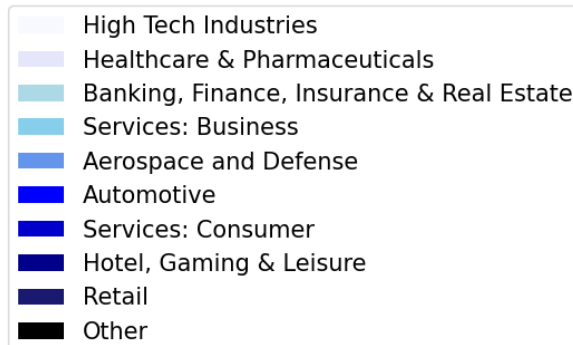 High Tech Industries
Healthcare & Pharmaceuticals
Banking, Finance, Insurance & Real Estate
Services: Business
Aerospace and Defense
Automotive
Services: Consumer
Hotel, Gaming & Leisure
Retail
Other